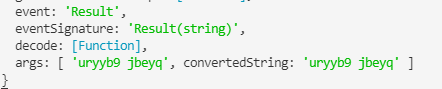 event: 'Result',
eventSignature: 'Result(string)',
decode: [Function],
args: [ 'uryyb9 jbeyq', convertedString: 'uryyb9 jbeyq' ]
}